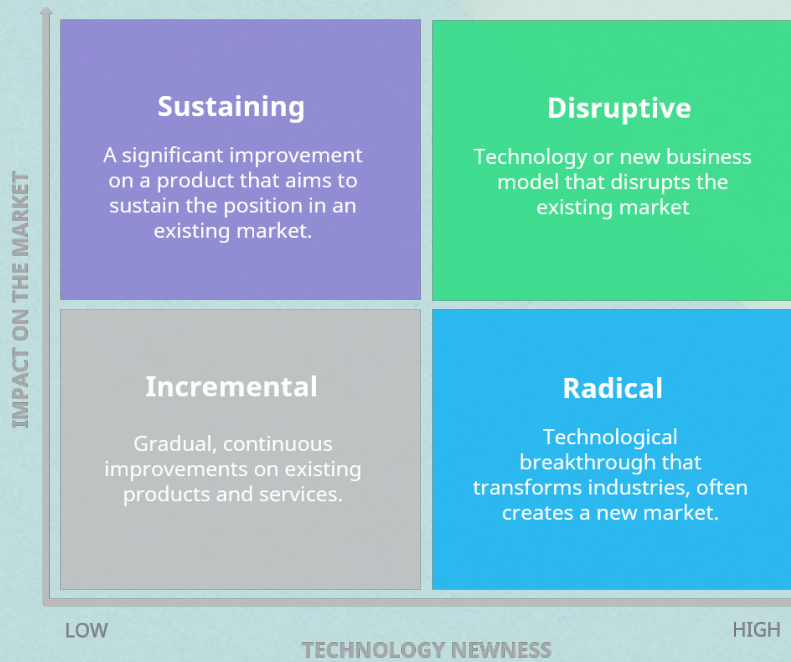 IMPACT ON THE MARKET
Sustaining
A significant improvement
on a product that aims to
sustain the position in an
existing market.
Disruptive
Technology or new business
model that disrupts the
existing market
Incremental
Gradual, continuous
improvements on existing
products and services.
Radical
Technological
breakthrough that
transforms industries, often
creates a new market.
LOW
HIGH
TECHNOLOGY NEWNESS